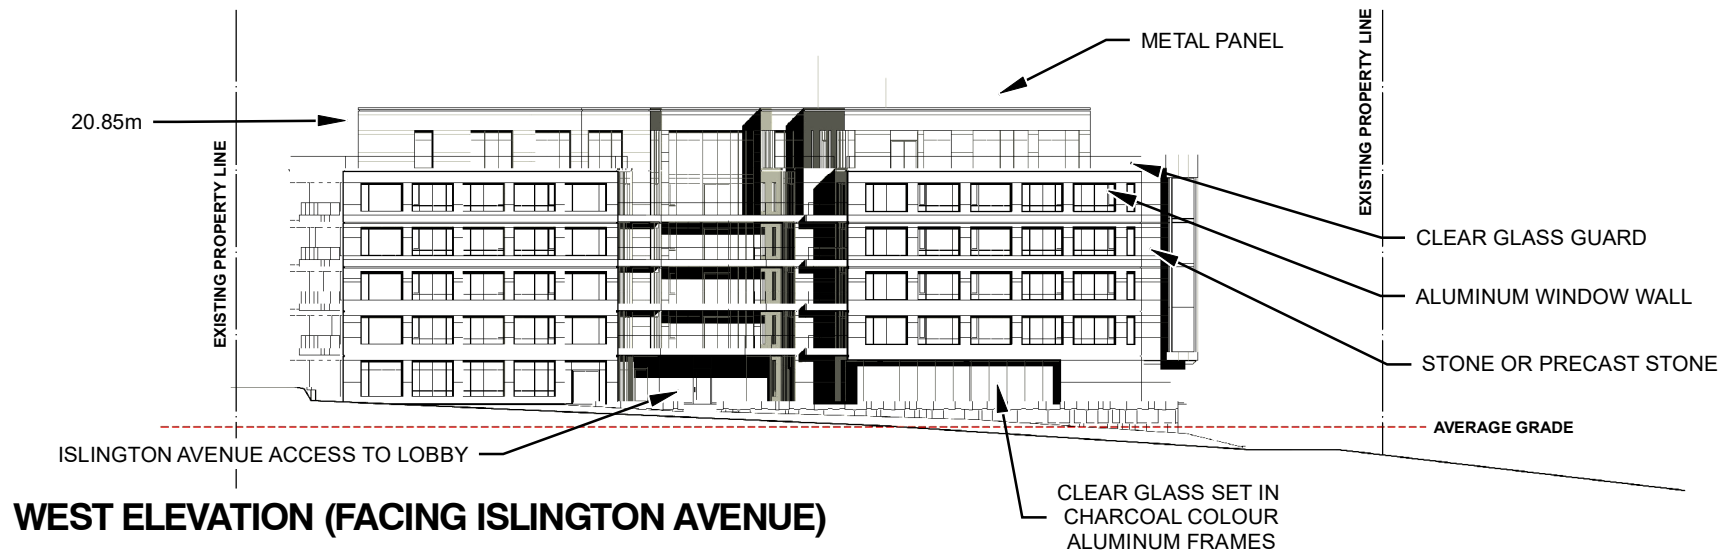 METAL PANEL
20.85m
EXISTING PROPERTY LINE
EXISTING PROPERTY LINE
CLEAR GLASS GUARD
ALUMINUM WINDOW WALL
STONE OR PRECAST STONE
AVERAGE GRADE
ISLINGTON AVENUE ACCESS TO LOBBY
CLEAR GLASS SET IN
CHARCOAL COLOUR
ALUMINUM FRAMES
WEST ELEVATION (FACING ISLINGTON AVENUE)